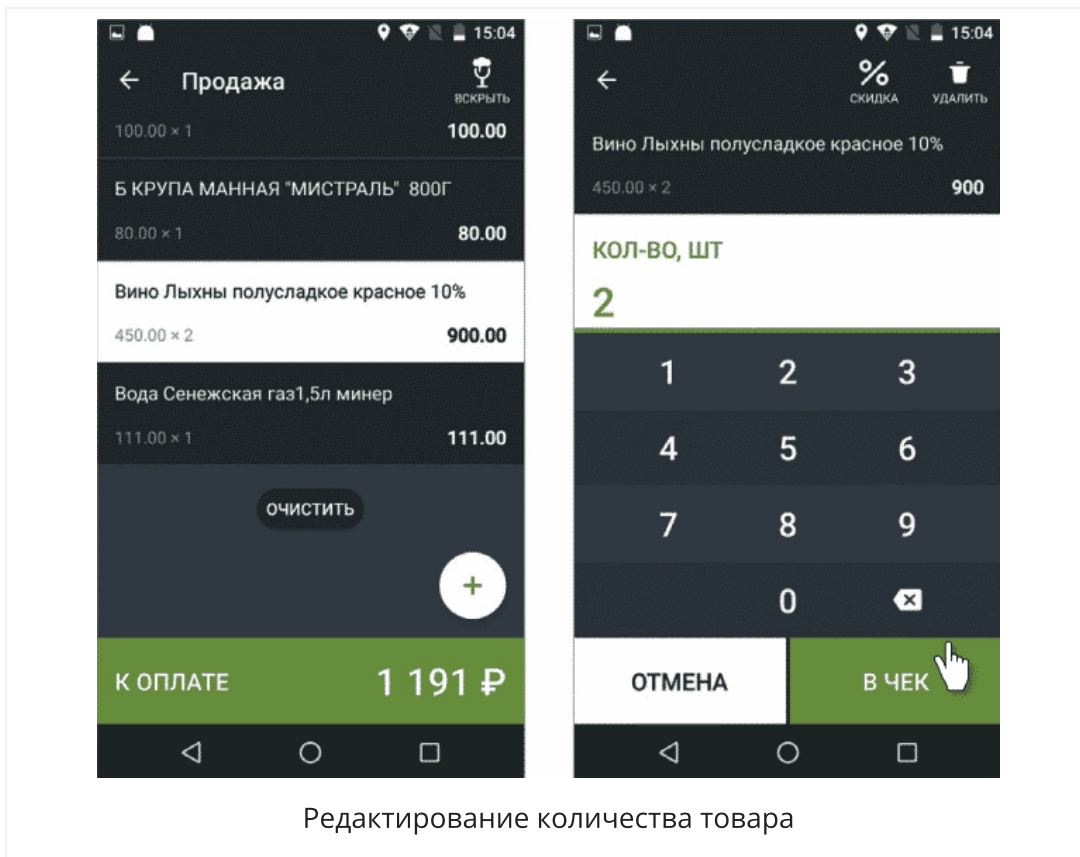 15:04
Продажа
ВСКРЫТЬ
100.00 × 1 100.00
Б КРУПА МАННАЯ "МИСТРАЛЬ" 800Г
80.00 × 1 80.00
Вино Лыхны полусладкое красное 10%
450.00 × 2 900.00
Вода Сенежская газ1,5л минер
111.00 × 1 111.00
ОЧИСТИТЬ
+
К ОПЛАТЕ 1 191 ₽
15:04
% СКИДКА УДАЛИТЬ
Вино Лыхны полусладкое красное 10%
450.00 × 2 900
КОЛ-ВО, ШТ
2
1 2 3
4 5 6
7 8 9
0
ОТМЕНА В ЧЕК
Редактирование количества товара